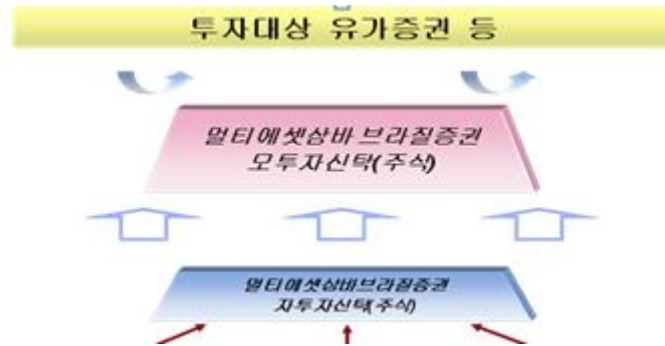 투자대상 유가증권 등
멀티에셋삼바 브라질증권
모투자신탁(주식)
멀티에셋삼바브라질증권
자투자신탁(주식)